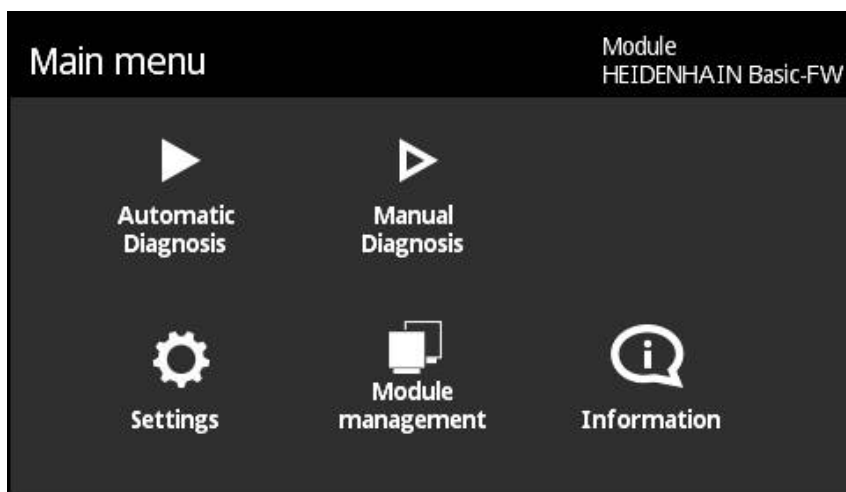 Main menu
Module
HEIDENHAIN Basic-FW
Automatic
Diagnosis
Manual
Diagnosis
Settings
Module
management
Information